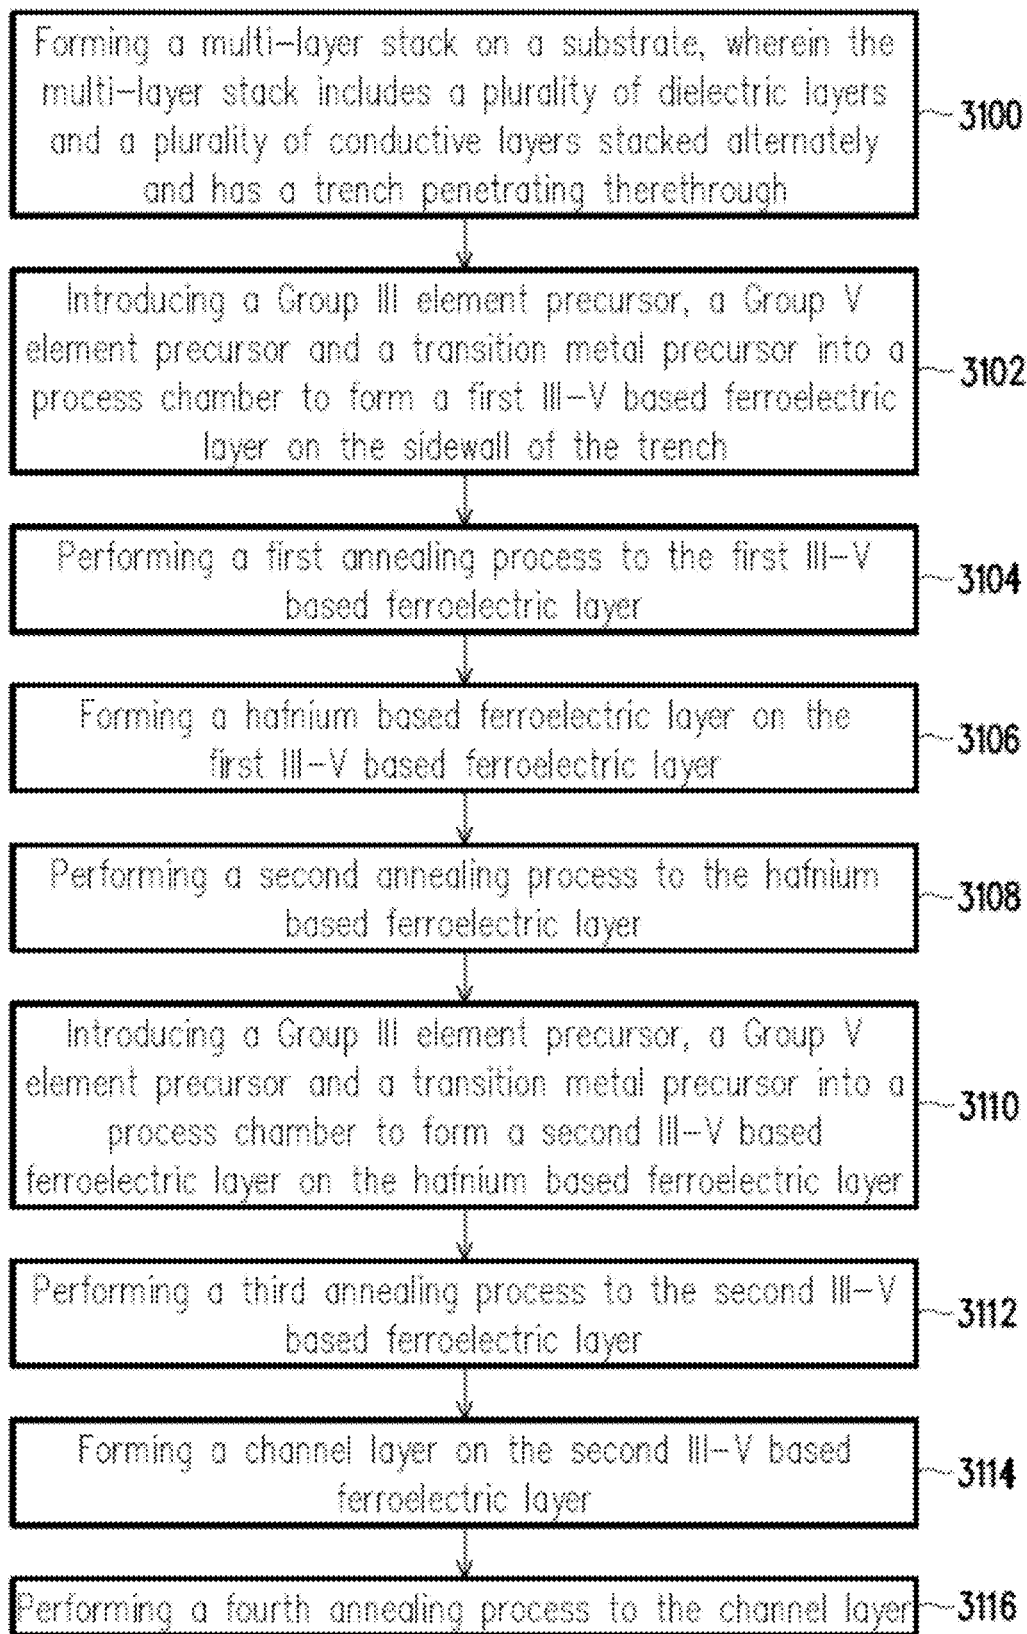 Forming a multi-layer stack on a substrate, wherein the
multi-layer stack includes a plurality of dielectric layers
and a plurality of conductive layers stacked alternately
and has a trench penetrating therethrough
3100
Introducing a Group III element precursor, a Group V
element precursor and a transition metal precursor into a
process chamber to form a first III-V based ferroelectric
layer on the sidewall of the trench
3102
Performing a first annealing process to the first III-V
based ferroelectric layer
3104
Forming a hafnium based ferroelectric layer on the
first III-V based ferroelectric layer
3106
Performing a second annealing process to the hafnium
based ferroelectric layer
3108
Introducing a Group III element precursor, a Group V
element precursor and a transition metal precursor into a
process chamber to form a second III-V based
ferroelectric layer on the hafnium based ferroelectric layer
3110
Performing a third annealing process to the second III-V
based ferroelectric layer
3112
Forming a channel layer on the second III-V based
ferroelectric layer
3114
Performing a fourth annealing process to the channel layer
3116